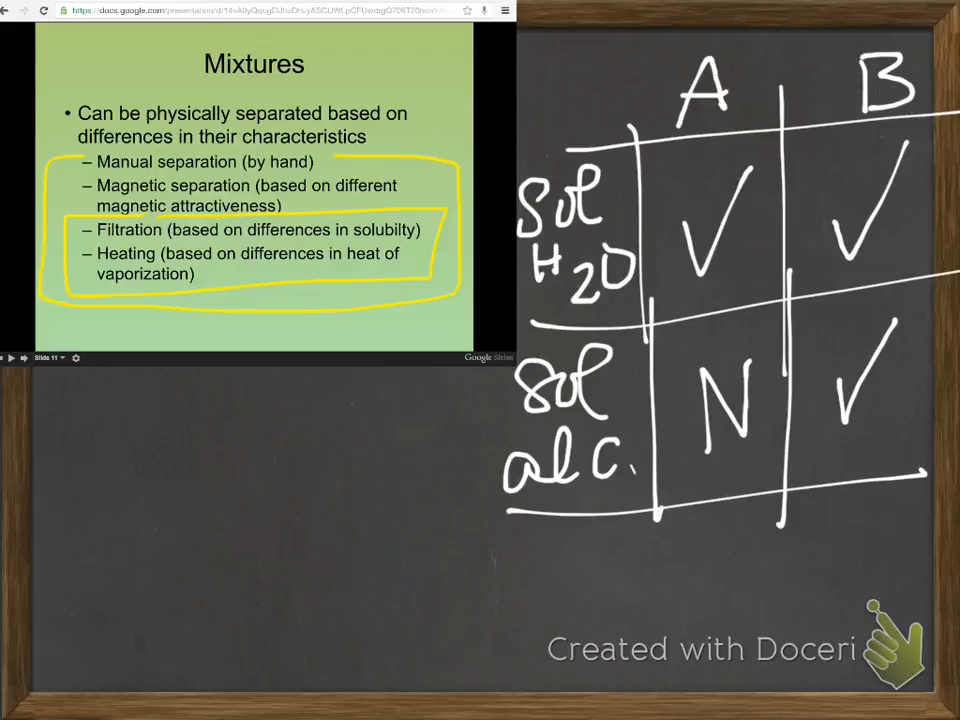 Mixtures
• Can be physically separated based on
differences in their characteristics
– Manual separation (by hand)
– Magnetic separation (based on different
magnetic attractiveness)
– Filtration (based on differences in solubilty)
– Heating (based on differences in heat of
vaporization)
Slide 11
Google Slides
A B
Sol
H2O
Sol
alc.
N
Created with Doceri